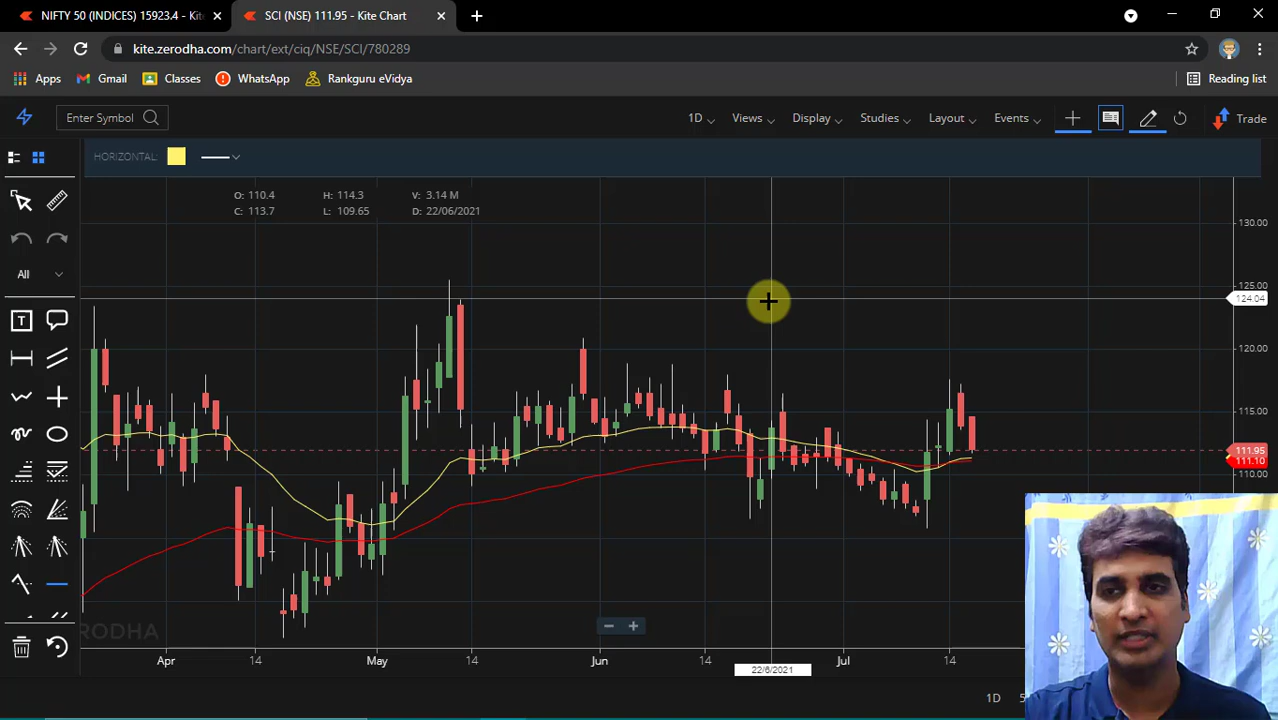 NIFTY 50 (INDICES) 15923.4 - Kite
SCI (NSE) 111.95 - Kite Chart
kite.zerodha.com/chart/ext/ciq/NSE/SCI/780289
Apps Gmail Classes WhatsApp Rankguru eVidya Reading list
Enter Symbol 1D Views Display Studies Layout Events Trade
HORIZONTAL:
O: 110.4 H: 114.3 V: 3.14 M
C: 113.7 L: 109.65 D: 22/06/2021
All
T
130.00
125.00
124.04
120.00
115.00
111.95
111.10
110.00
RODHA
Apr 14 May 14 Jun 14 Jul 14
22/6/2021
1D